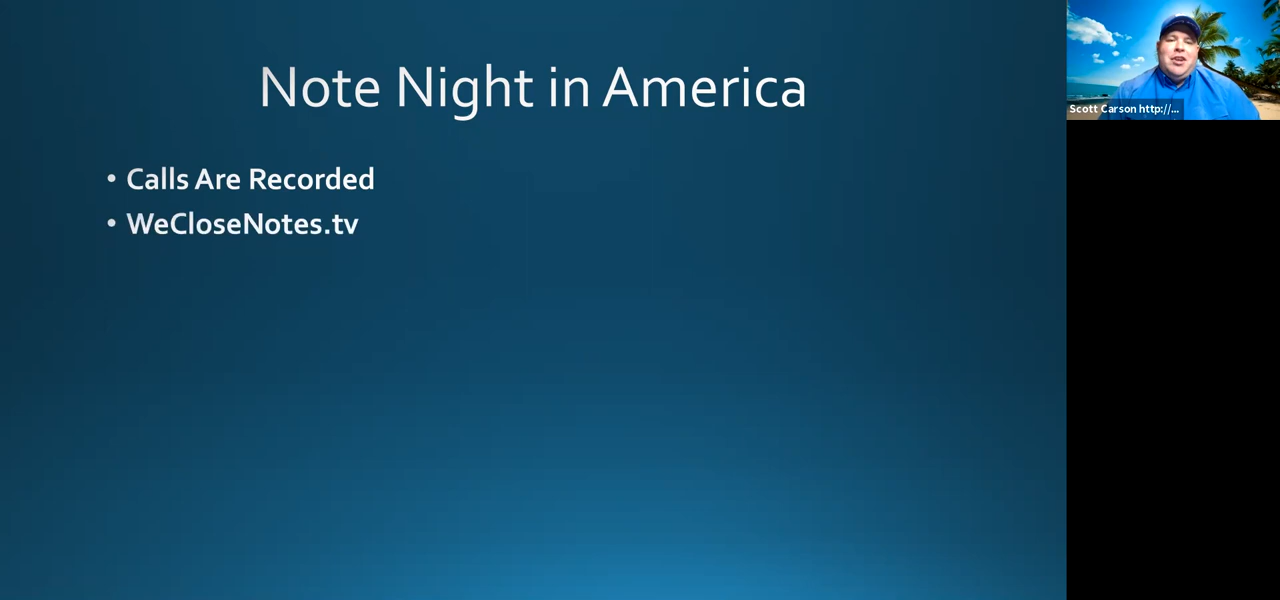 Note Night in America
• Calls Are Recorded
• WeCloseNotes.tv
Scott Carson http://...